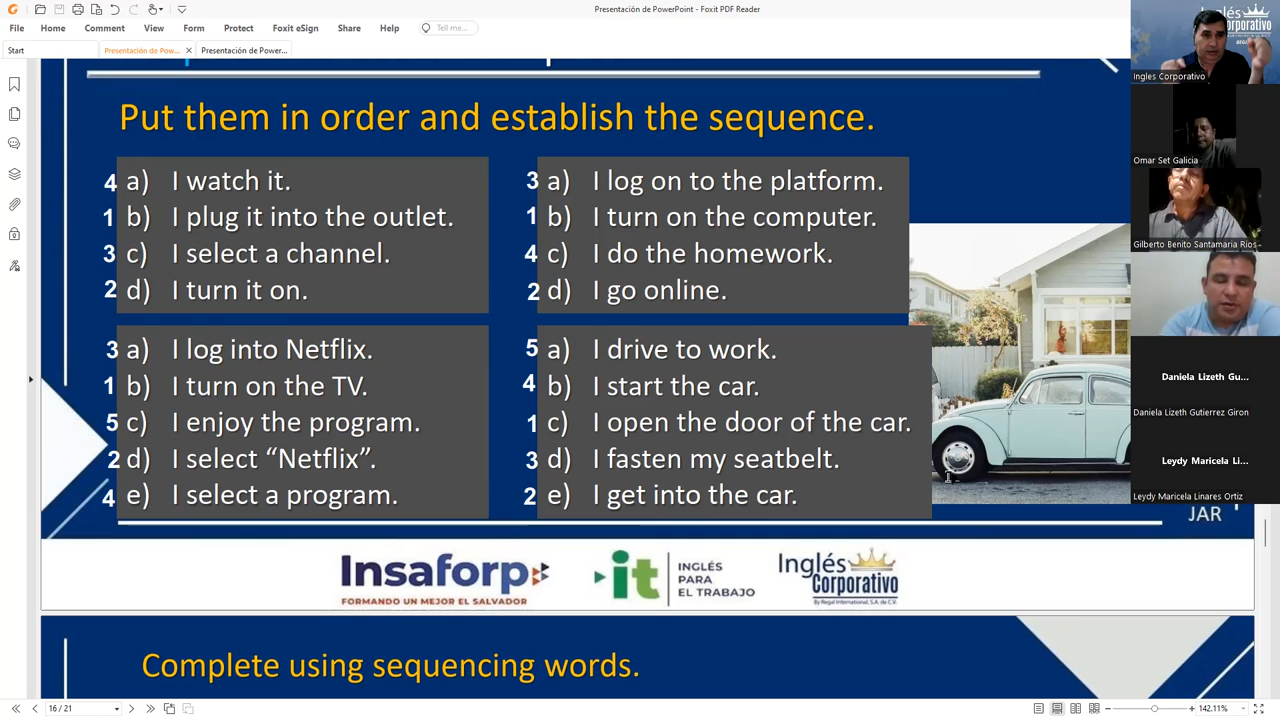 Presentación de PowerPoint - Foxit PDF Reader
File Home Comment View Form Protect Foxit eSign Share Help Tell me...
Start Presentación de Pow... Presentación de Power...
Put them in order and establish the sequence.
4 a) I watch it.
1 b) I plug it into the outlet.
3 c) I select a channel.
2 d) I turn it on.
3 a) I log on to the platform.
1 b) I turn on the computer.
4 c) I do the homework.
2 d) I go online.
3 a) I log into Netflix.
1 b) I turn on the TV.
5 c) I enjoy the program.
2 d) I select “Netflix”.
4 e) I select a program.
5 a) I drive to work.
4 b) I start the car.
1 c) I open the door of the car.
3 d) I fasten my seatbelt.
2 e) I get into the car.
JAR
Insaforp
FORMANDO UN MEJOR EL SALVADOR
it
INGLÉS
PARA
EL TRABAJO
Inglés
Corporativo
By Regal International, S.A. de C.V.
Complete using sequencing words.
Inglés
Corporativo
Ingles Corporativo
Omar Set Galicia
Gilberto Benito Santamaria Rios
Daniela Lizeth Gu...
Daniela Lizeth Gutierrez Giron
Leydy Maricela Li...
Leydy Maricela Linares Ortiz
16 / 21
142.11%